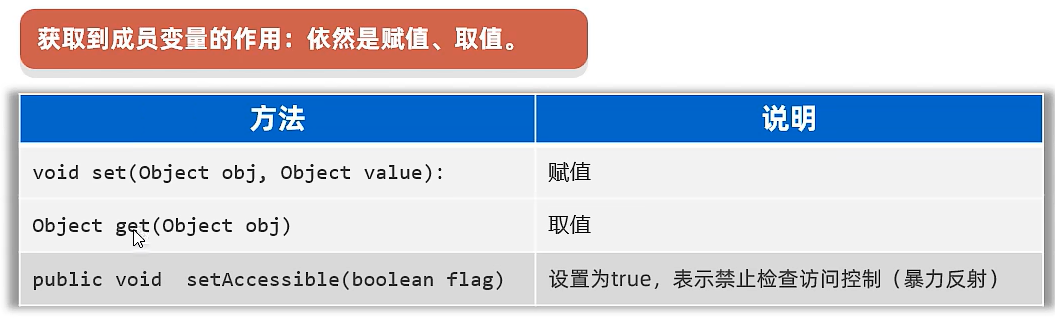 获取到成员变量的作用：依然是赋值、取值。
方法 说明
void set(Object obj, Object value): 赋值
Object get(Object obj) 取值
public void  setAccessible(boolean flag) 设置为true，表示禁止检查访问控制（暴力反射）